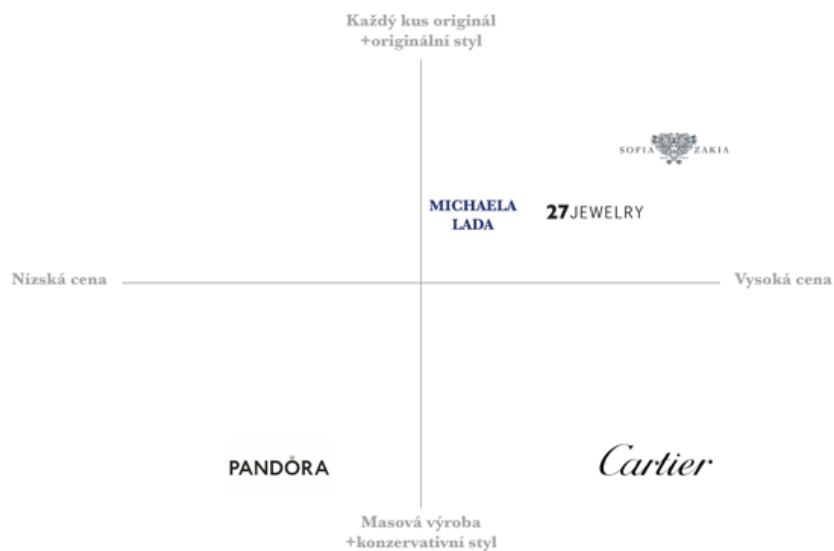 Každý kus originál
+originální styl
SOFIA ZAKIA
MICHAELA
LADA
27JEWELRY
Nízská cena
Vysoká cena
PANDÖRA
Cartier
Masová výroba
+konzervativní styl